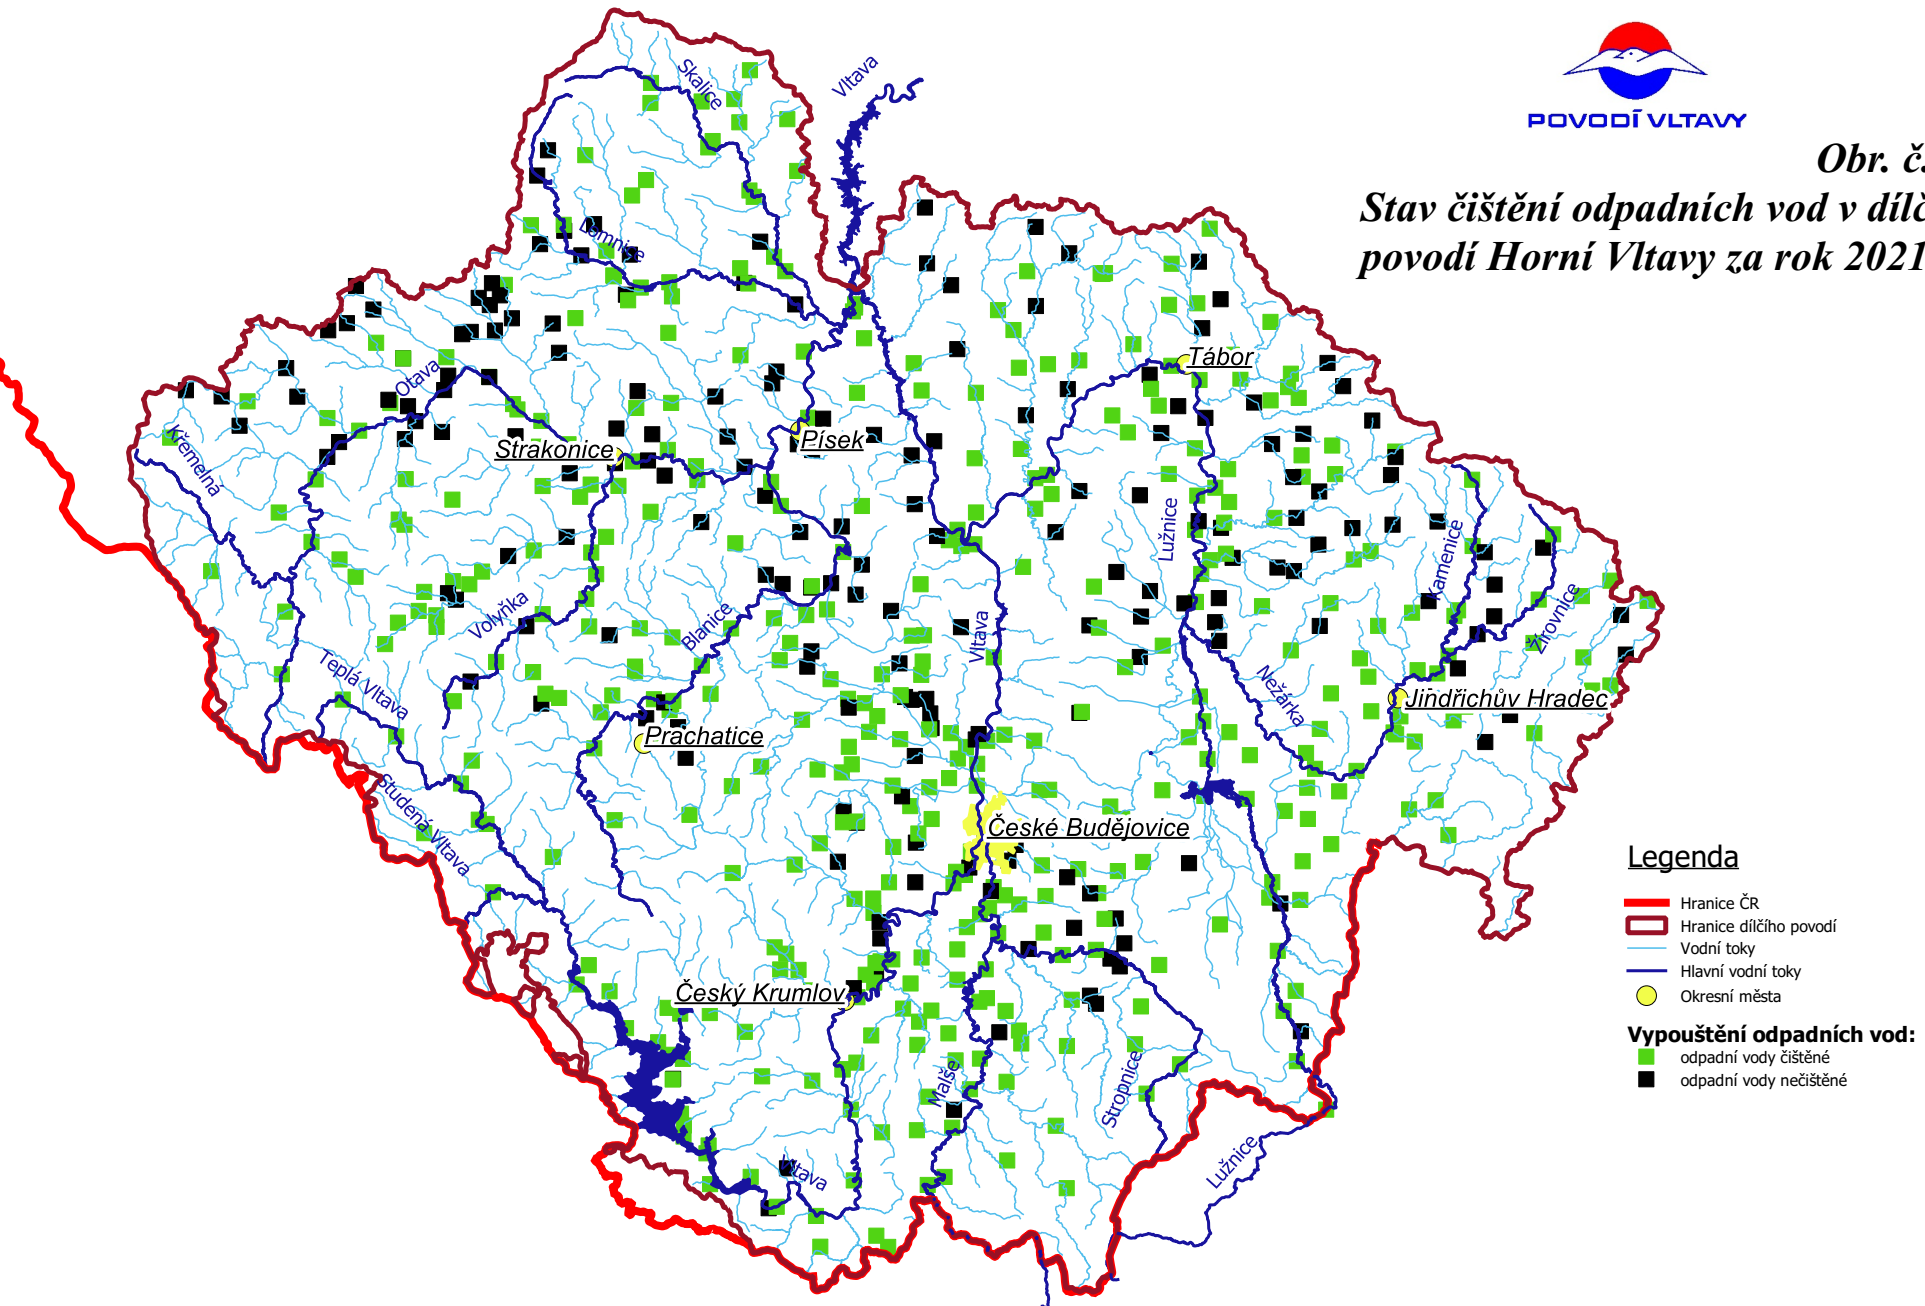 POVODÍ VLTAVY
Obr. č.
Stav čištění odpadních vod v dílč
povodí Horní Vltavy za rok 2021
Skalice
Vltava
Lomnice
Otava
Tábor
Křemelná
Strakonice
Písek
Lužnice
Kamenice
Volyňka
Blanice
Vltava
Žirovnice
Teplá Vltava
Nežárka
Jindřichův Hradec
Prachatice
Studená Vltava
České Budějovice
Český Krumlov
Malše
Stropnice
Vltava
Lužnice
Legenda
Hranice ČR
Hranice dílčího povodí
Vodní toky
Hlavní vodní toky
Okresní města
Vypouštění odpadních vod:
odpadní vody čištěné
odpadní vody nečištěné